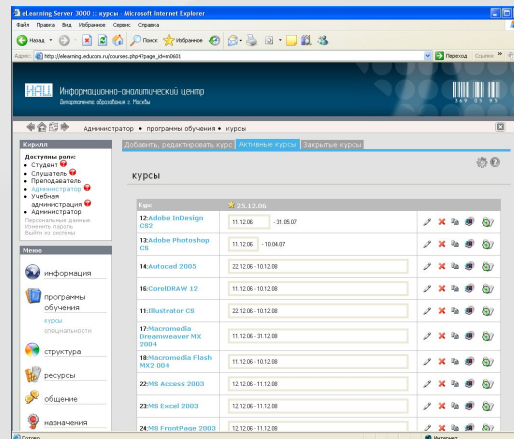 eLearning Server 3000 :: курсы - Microsoft Internet Explorer
Файл Правка Вид Избранное Сервис Справка
Назад Поиск Избранное
Адрес: http://elearning.educom.ru/courses.php4?page_id=m0601 Переход Ссылки
ИАЦ Информационно-аналитический центр
Департамента образования г. Москвы
Администратор • программы обучения • курсы
Кирилл
Доступны роли:
• Студент
• Слушатель
• Преподаватель
• Администратор
• Учебная администрация
• Администратор
Персональные данные
Изменить пароль
Выйти из системы
Меню
информация
программы обучения
курсы
специальности
структура
ресурсы
общение
назначения
Добавить, редактировать курс Активные курсы Закрытые курсы
курсы
Курс 25.12.06
12:Adobe InDesign CS2 11.12.06 - 31.05.07
13:Adobe Photoshop CS 11.12.06 - 10.04.07
14:Autocad 2005 22.12.06 - 10.12.08
16:CorelDRAW 12 11.12.06 - 10.12.08
11:Illustrator CS 22.12.06 - 10.12.08
17:Macromedia Dreamweaver MX 2004 11.12.06 - 31.12.08
18:Macromedia Flash MX2 004 11.12.06 - 10.12.08
22:MS Access 2003 12.12.06 - 11.12.08
23:MS Excel 2003 12.12.06 - 11.12.08
24:MS FrontPage 2003 12.12.06 - 11.12.08
Готово Интернет